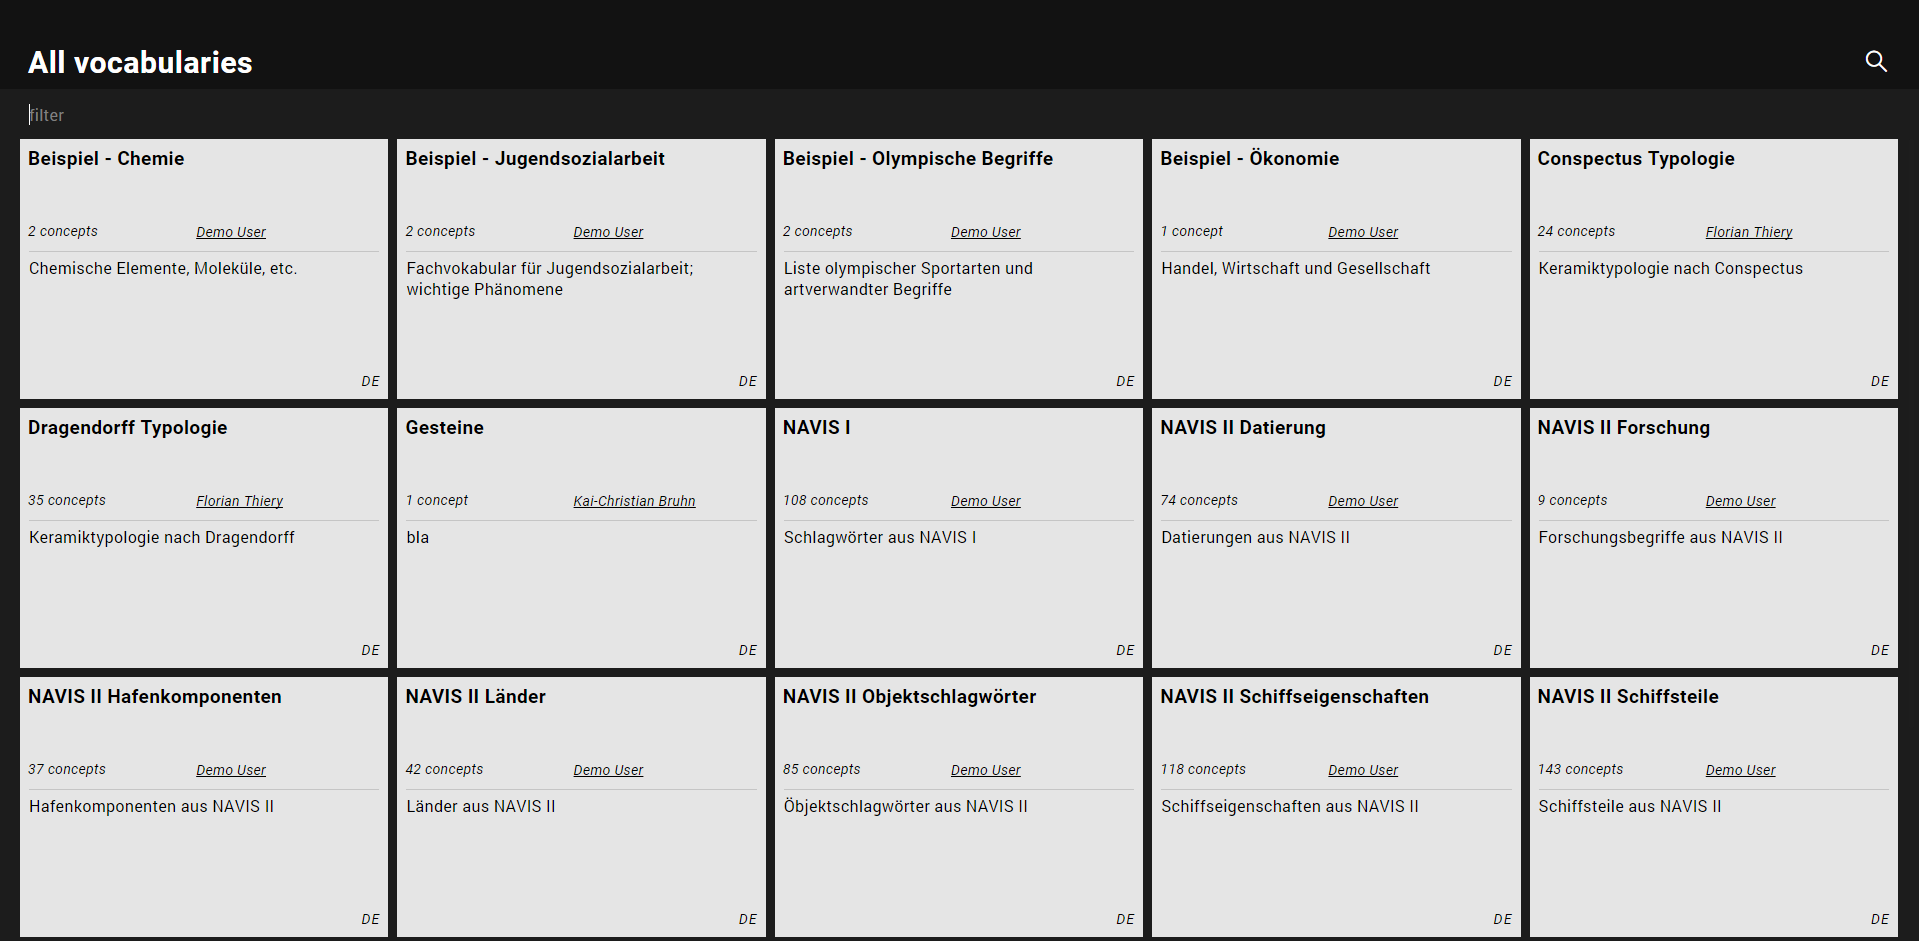 All vocabularies
filter
Beispiel - Chemie
2 concepts Demo User
Chemische Elemente, Moleküle, etc.
DE
Beispiel - Jugendsozialarbeit
2 concepts Demo User
Fachvokabular für Jugendsozialarbeit;
wichtige Phänomene
DE
Beispiel - Olympische Begriffe
2 concepts Demo User
Liste olympischer Sportarten und
artverwandter Begriffe
DE
Beispiel - Ökonomie
1 concept Demo User
Handel, Wirtschaft und Gesellschaft
DE
Conspectus Typologie
24 concepts Florian Thiery
Keramiktypologie nach Conspectus
DE
Dragendorff Typologie
35 concepts Florian Thiery
Keramiktypologie nach Dragendorff
DE
Gesteine
1 concept Kai-Christian Bruhn
bla
DE
NAVIS I
108 concepts Demo User
Schlagwörter aus NAVIS I
DE
NAVIS II Datierung
74 concepts Demo User
Datierungen aus NAVIS II
DE
NAVIS II Forschung
9 concepts Demo User
Forschungsbegriffe aus NAVIS II
DE
NAVIS II Hafenkomponenten
37 concepts Demo User
Hafenkomponenten aus NAVIS II
DE
NAVIS II Länder
42 concepts Demo User
Länder aus NAVIS II
DE
NAVIS II Objektschlagwörter
85 concepts Demo User
Öbjektschlagwörter aus NAVIS II
DE
NAVIS II Schiffseigenschaften
118 concepts Demo User
Schiffseigenschaften aus NAVIS II
DE
NAVIS II Schiffsteile
143 concepts Demo User
Schiffsteile aus NAVIS II
DE